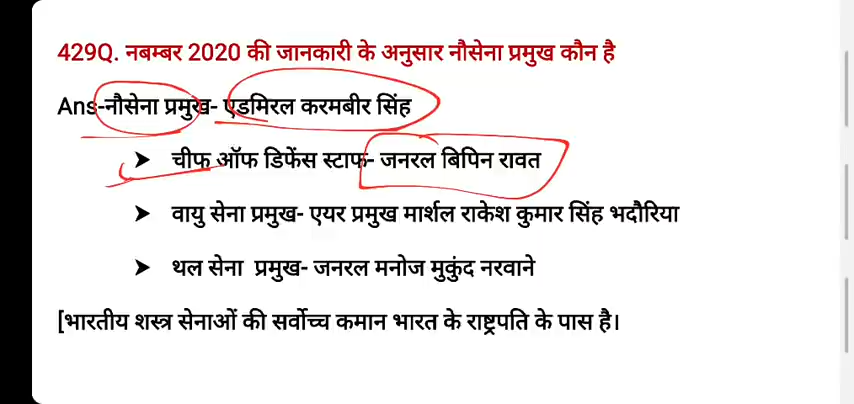 429Q. नबम्बर 2020 की जानकारी के अनुसार नौसेना प्रमुख कौन है
Ans-नौसेना प्रमुख- एडमिरल करमबीर सिंह
➤ चीफ ऑफ डिफेंस स्टाफ- जनरल बिपिन रावत
➤ वायु सेना प्रमुख- एयर प्रमुख मार्शल राकेश कुमार सिंह भदौरिया
➤ थल सेना प्रमुख- जनरल मनोज मुकुंद नरवाने
[भारतीय शस्त्र सेनाओं की सर्वोच्च कमान भारत के राष्ट्रपति के पास है।